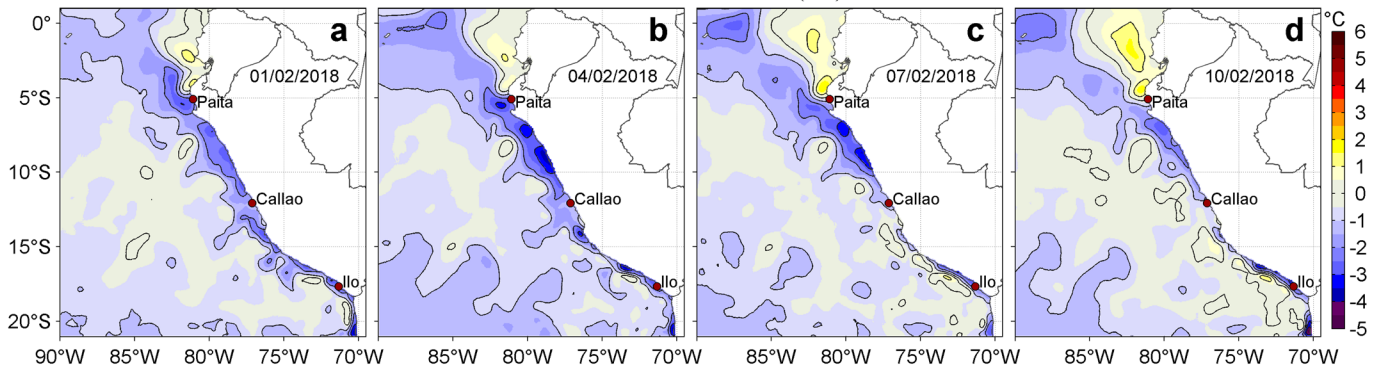 a
b
c
d
°C
01/02/2018
04/02/2018
07/02/2018
10/02/2018
Paita
Callao
Ilo
Paita
Callao
Ilo
Paita
Callao
Ilo
Paita
Callao
Ilo
0°
5°S
10°S
15°S
20°S
90°W 85°W 80°W 75°W 70°W
85°W 80°W 75°W 70°W
85°W 80°W 75°W 70°W
85°W 80°W 75°W 70°W
6
5
4
3
2
1
0
-1
-2
-3
-4
-5